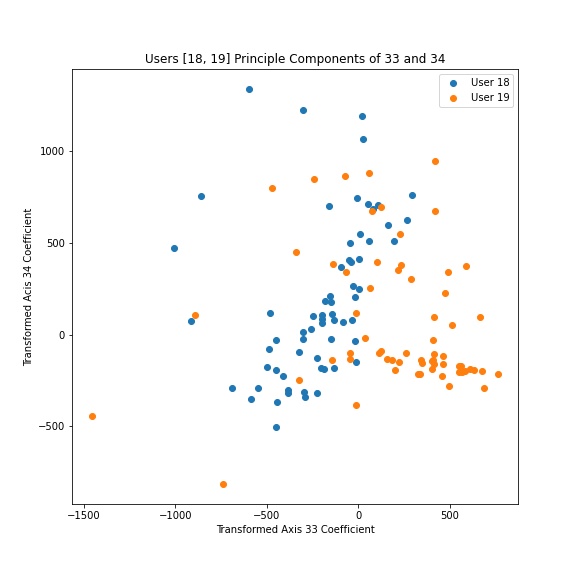 Users [18, 19] Principle Components of 33 and 34
User 18
User 19
Transformed Acis 34 Coefficient
1000
500
0
−500
−1500
−1000
−500
0
500
Transformed Axis 33 Coefficient